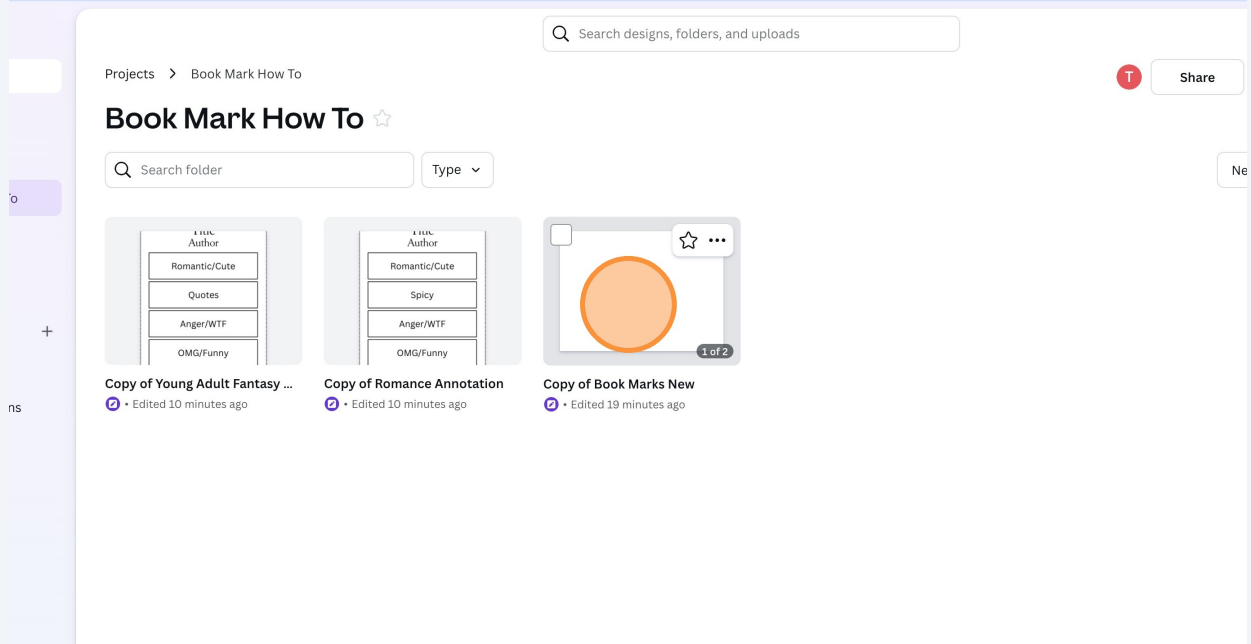 Search designs, folders, and uploads
Projects > Book Mark How To
T
Share
Book Mark How To
Search folder
Type
Author
Romantic/Cute
Quotes
Anger/WTF
OMG/Funny
Author
Romantic/Cute
Spicy
Anger/WTF
OMG/Funny
1 of 2
Copy of Young Adult Fantasy ...
• Edited 10 minutes ago
Copy of Romance Annotation
• Edited 10 minutes ago
Copy of Book Marks New
• Edited 19 minutes ago